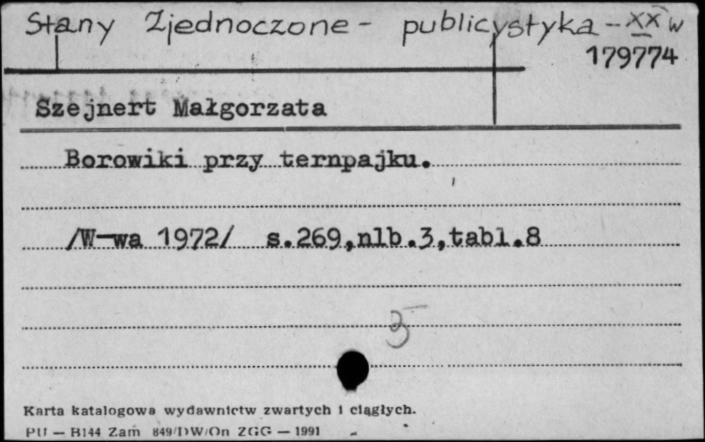 Stany Zjednoczone - publicystyka - XX w
179774
Szejnert Małgorzata
Borowiki przy ternpajku.
/W-wa 1972/ s.269,nlb.3,tabl.8
Karta katalogowa wydawnictw zwartych i ciągłych.
PU — B144 Zam 849/DW/On ZGG — 1991